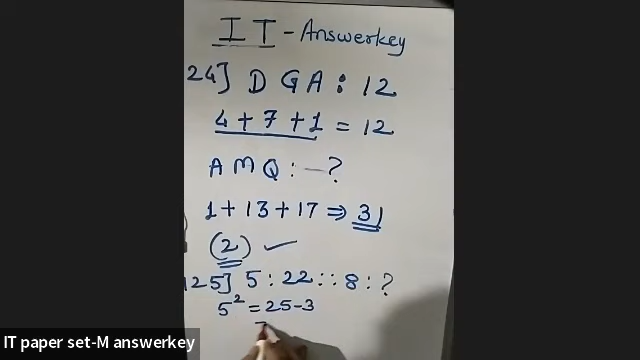 IT - Answerkey
24] D G A : 12
4 + 7 + 1 = 12
A M Q : — ?
1 + 13 + 17 ⇒ 31
(2) ✓
125] 5 : 22 : : 8 : ?
5² = 25 - 3
IT paper set-M answerkey